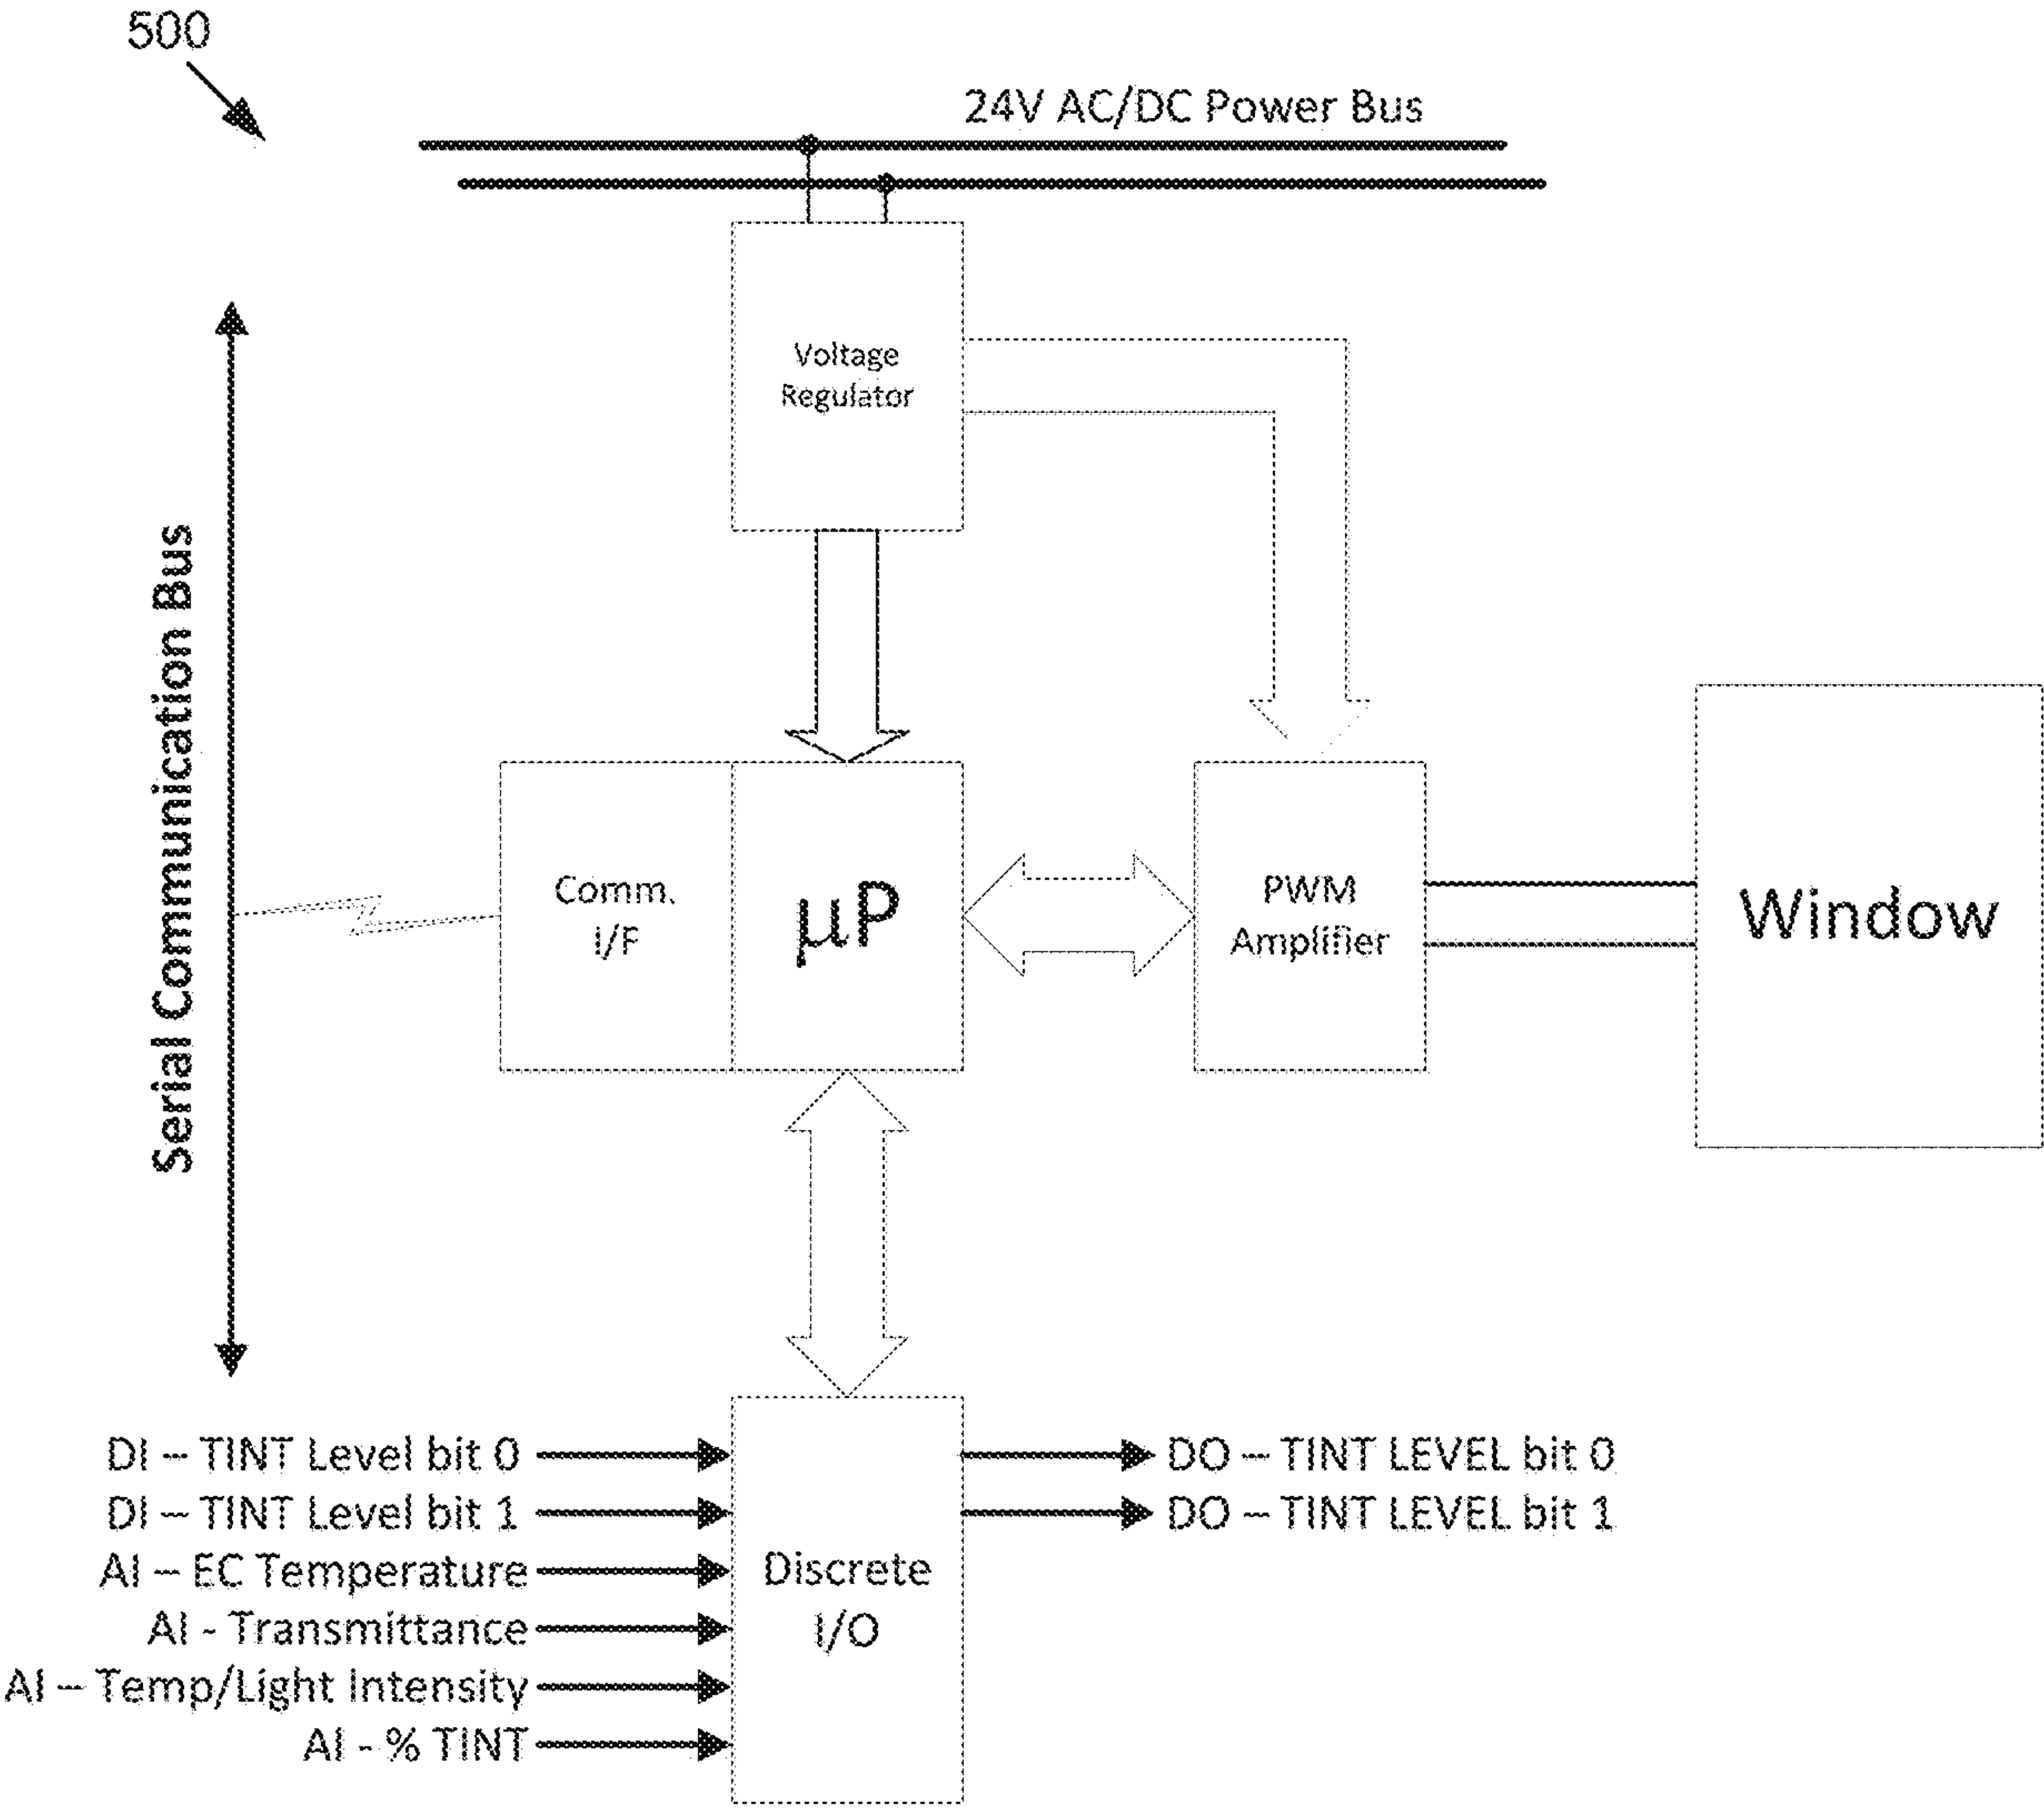 500
24V AC/DC Power Bus
Voltage
Regulator
Serial Communication Bus
Comm.
I/F
µP
PWM
Amplifier
Window
DI – TINT Level bit 0
DI – TINT Level bit 1
AI – EC Temperature
AI - Transmittance
AI – Temp/Light Intensity
AI - % TINT
Discrete
I/O
DO – TINT LEVEL bit 0
DO – TINT LEVEL bit 1